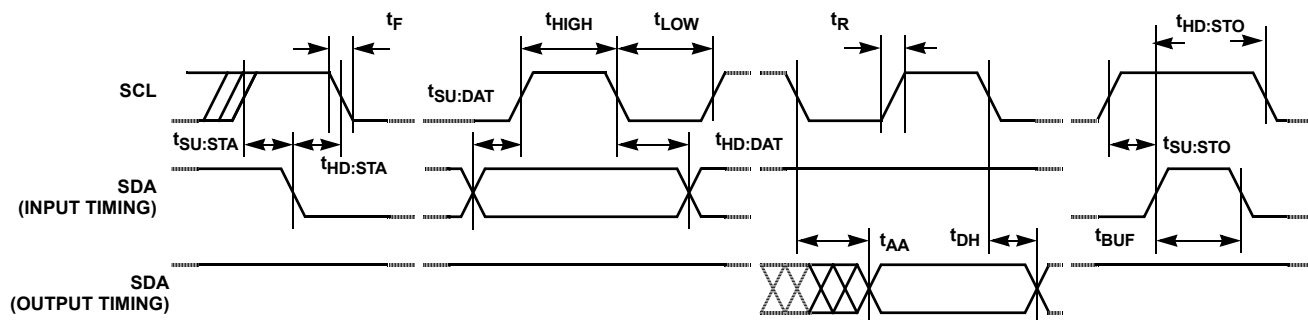 tF
tHIGH
tLOW
tR
tHD:STO
SCL
tSU:DAT
tSU:STA
tHD:STA
tHD:DAT
tSU:STO
SDA
(INPUT TIMING)
tAA
tDH
tBUF
SDA
(OUTPUT TIMING)